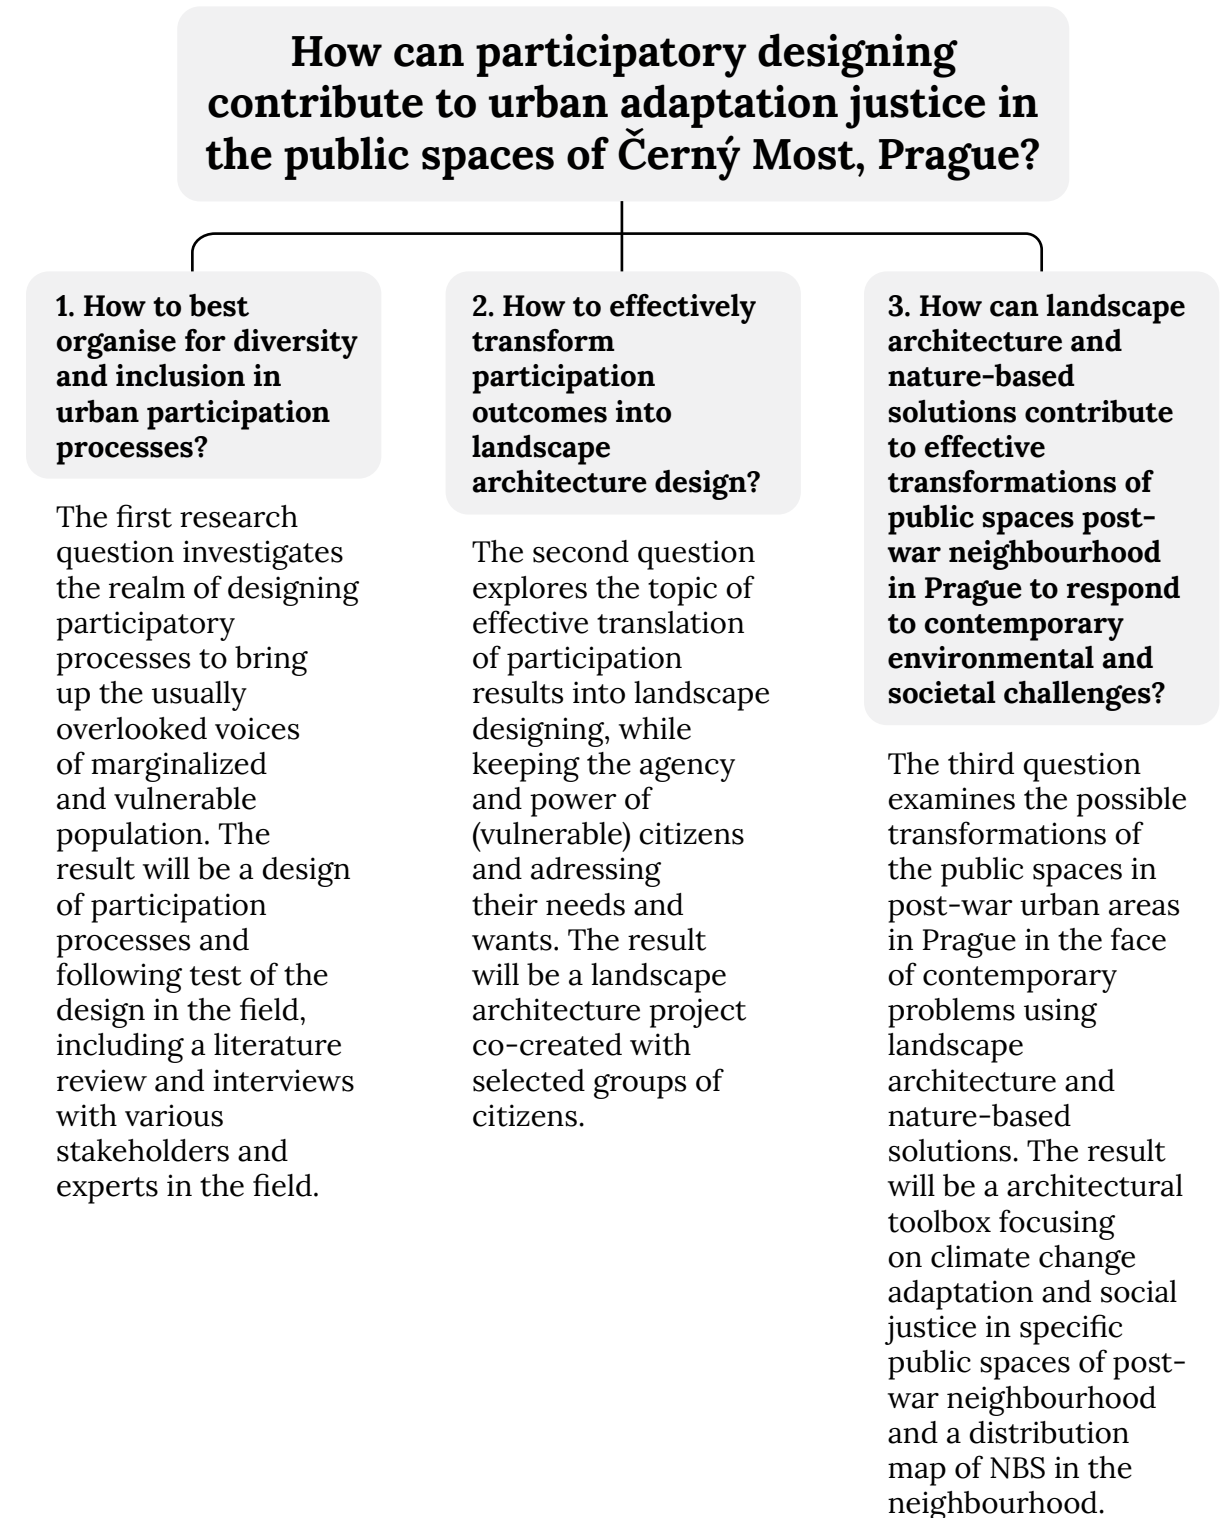 How can participatory designing
contribute to urban adaptation justice in
the public spaces of Černý Most, Prague?
1. How to best
organise for diversity
and inclusion in
urban participation
processes?
The first research
question investigates
the realm of designing
participatory
processes to bring
up the usually
overlooked voices
of marginalized
and vulnerable
population. The
result will be a design
of participation
processes and
following test of the
design in the field,
including a literature
review and interviews
with various
stakeholders and
experts in the field.
2. How to effectively
transform
participation
outcomes into
landscape
architecture design?
The second question
explores the topic of
effective translation
of participation
results into landscape
designing, while
keeping the agency
and power of
(vulnerable) citizens
and adressing
their needs and
wants. The result
will be a landscape
architecture project
co-created with
selected groups of
citizens.
3. How can landscape
architecture and
nature-based
solutions contribute
to effective
transformations of
public spaces post-
war neighbourhood
in Prague to respond
to contemporary
environmental and
societal challenges?
The third question
examines the possible
transformations of
the public spaces in
post-war urban areas
in Prague in the face
of contemporary
problems using
landscape
architecture and
nature-based
solutions. The result
will be a architectural
toolbox focusing
on climate change
adaptation and social
justice in specific
public spaces of post-
war neighbourhood
and a distribution
map of NBS in the
neighbourhood.